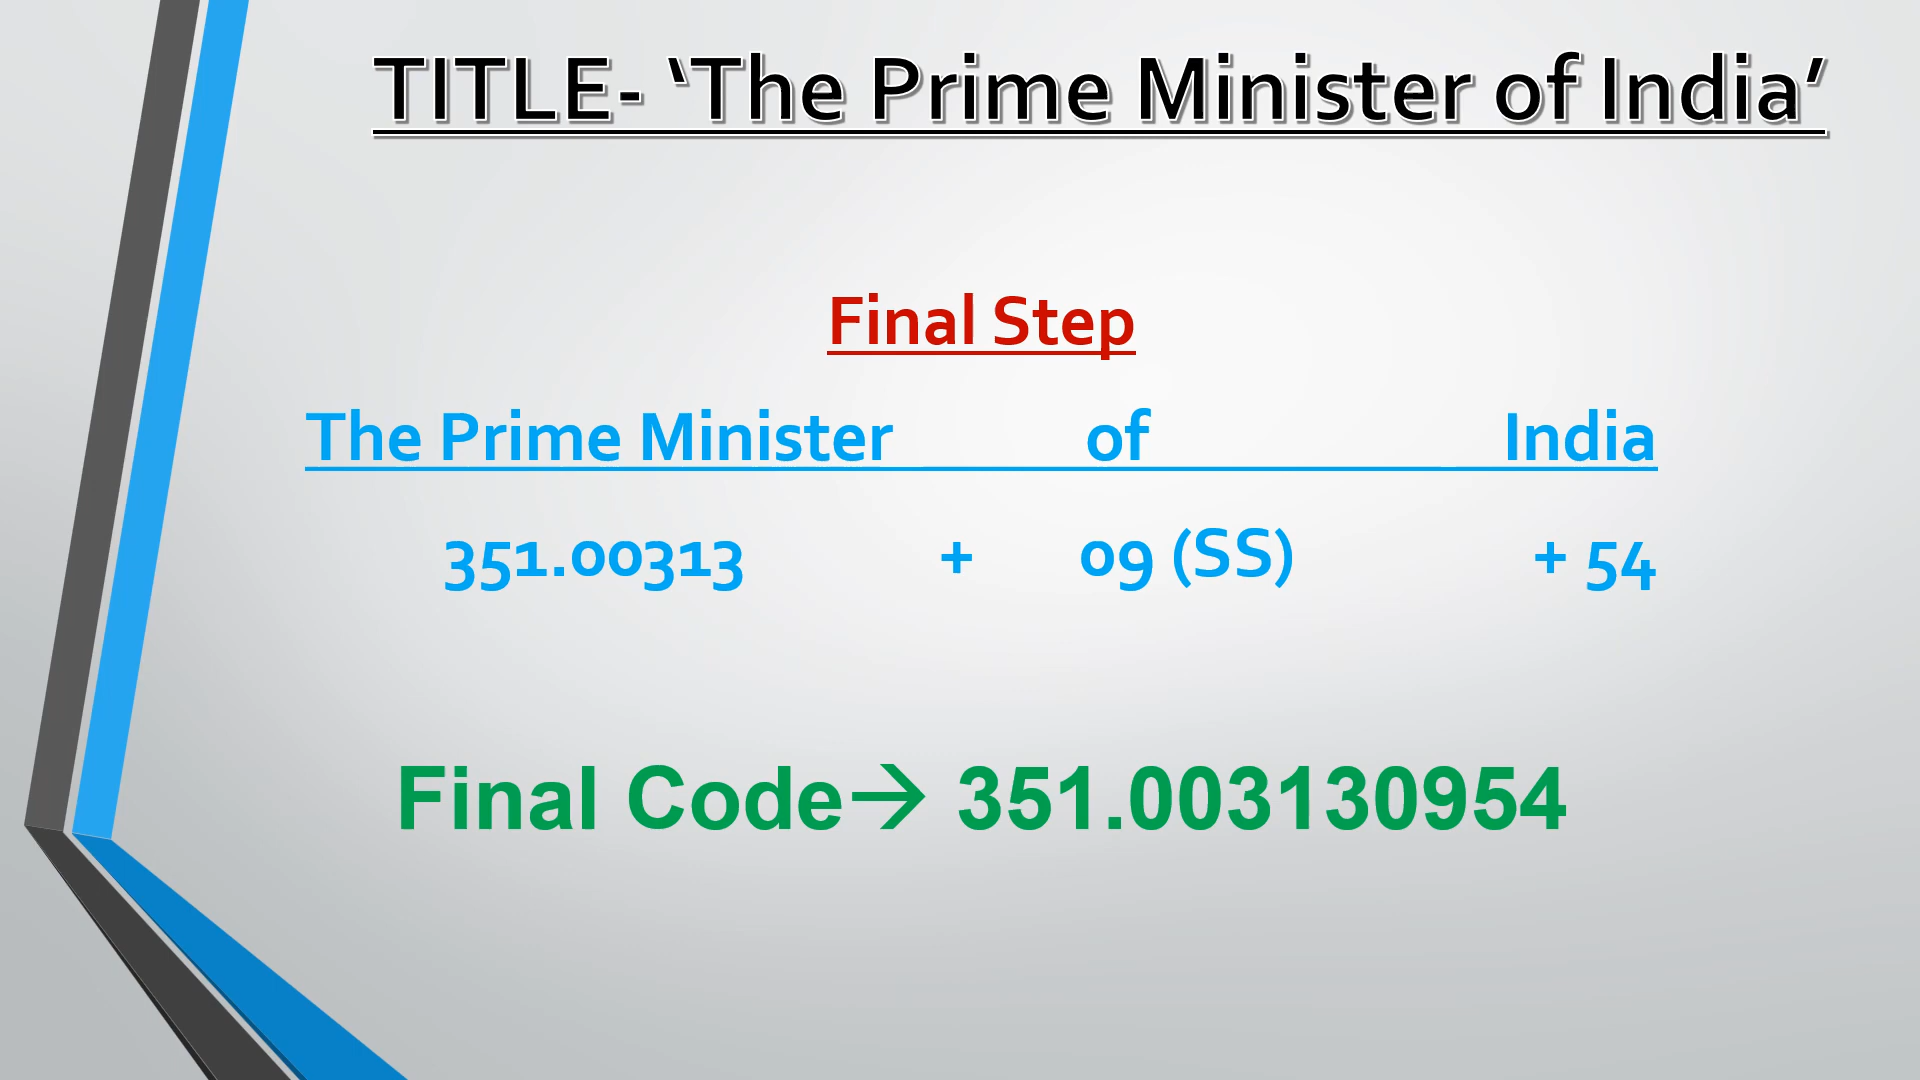 TITLE- ‘The Prime Minister of India’
Final Step
The Prime Minister of India
351.00313 + 09 (SS) + 54
Final Code→ 351.003130954